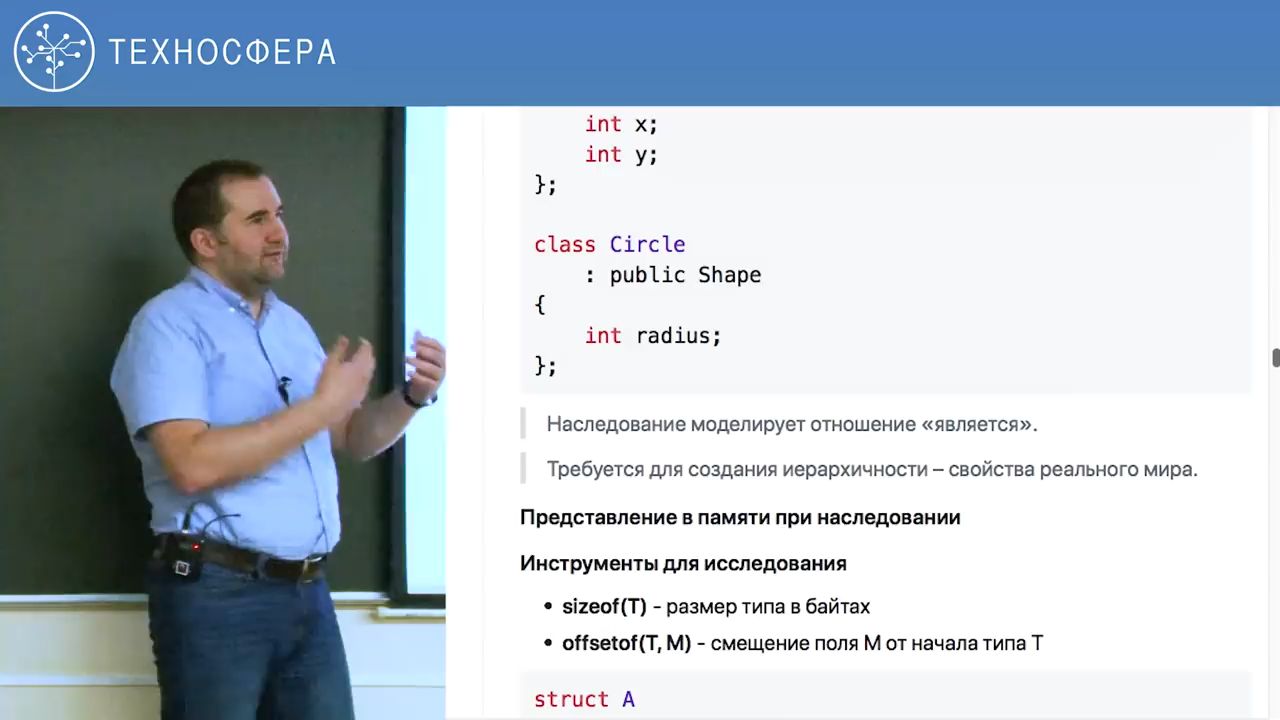 ТЕХНОСФЕРА
int x;
int y;
};
class Circle
: public Shape
{
int radius;
};
Наследование моделирует отношение «является».
Требуется для создания иерархичности – свойства реального мира.
Представление в памяти при наследовании
Инструменты для исследования
• sizeof(T) - размер типа в байтах
• offsetof(T, M) - смещение поля M от начала типа T
struct A